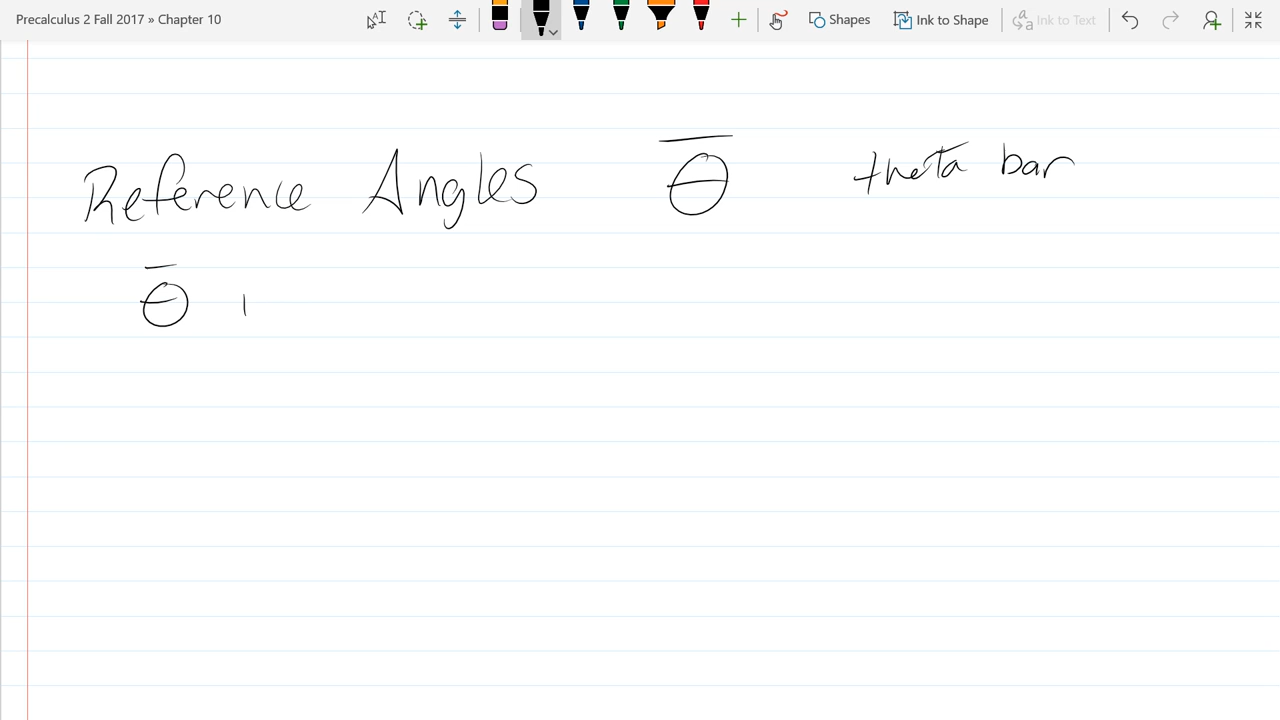 Precalculus 2 Fall 2017 » Chapter 10 Shapes Ink to Shape Ink to Text
Reference Angles θ̅ theta bar
θ̅ I